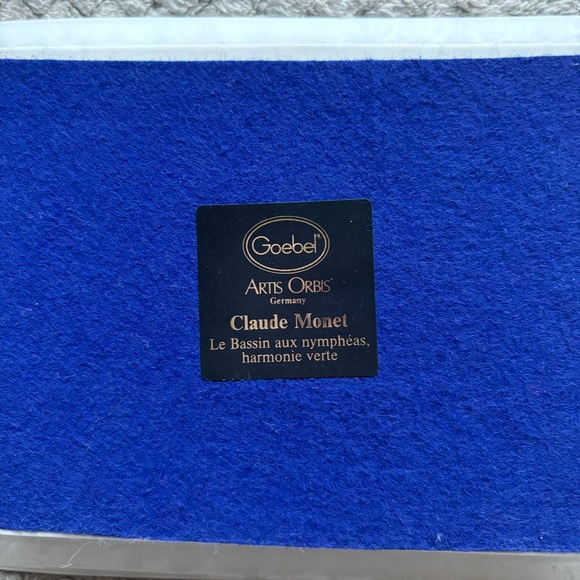 Goebel®
ARTIS ORBIS®
Germany
Claude Monet
Le Bassin aux nymphéas,
harmonie verte